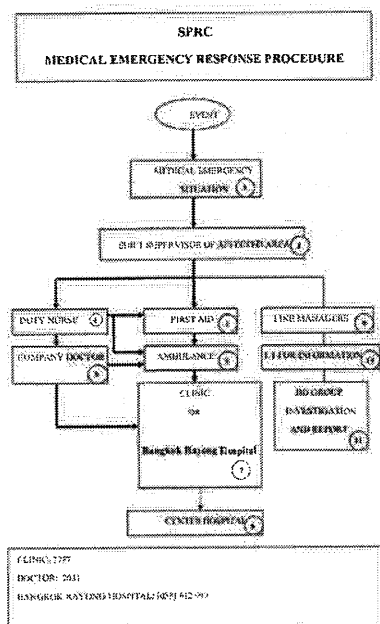 SPRC
MEDICAL EMERGENCY RESPONSE PROCEDURE
EVENT
MEDICAL EMERGENCY
SITUATION
SHIFT SUPERVISOR OF AFFECTED AREA
DUTY NURSE
FIRST AID
LINE MANAGERS
COMPANY DOCTOR
AMBULANCE
FOR INFORMATION
CLINIC
OR
Bangkok Rayong Hospital
7
GROUP
INVESTIGATION
AND REPORT
11
CENTER HOSPITAL
CLINIC:
DOCTOR:
BANGKOK RAYONG HOSPITAL: